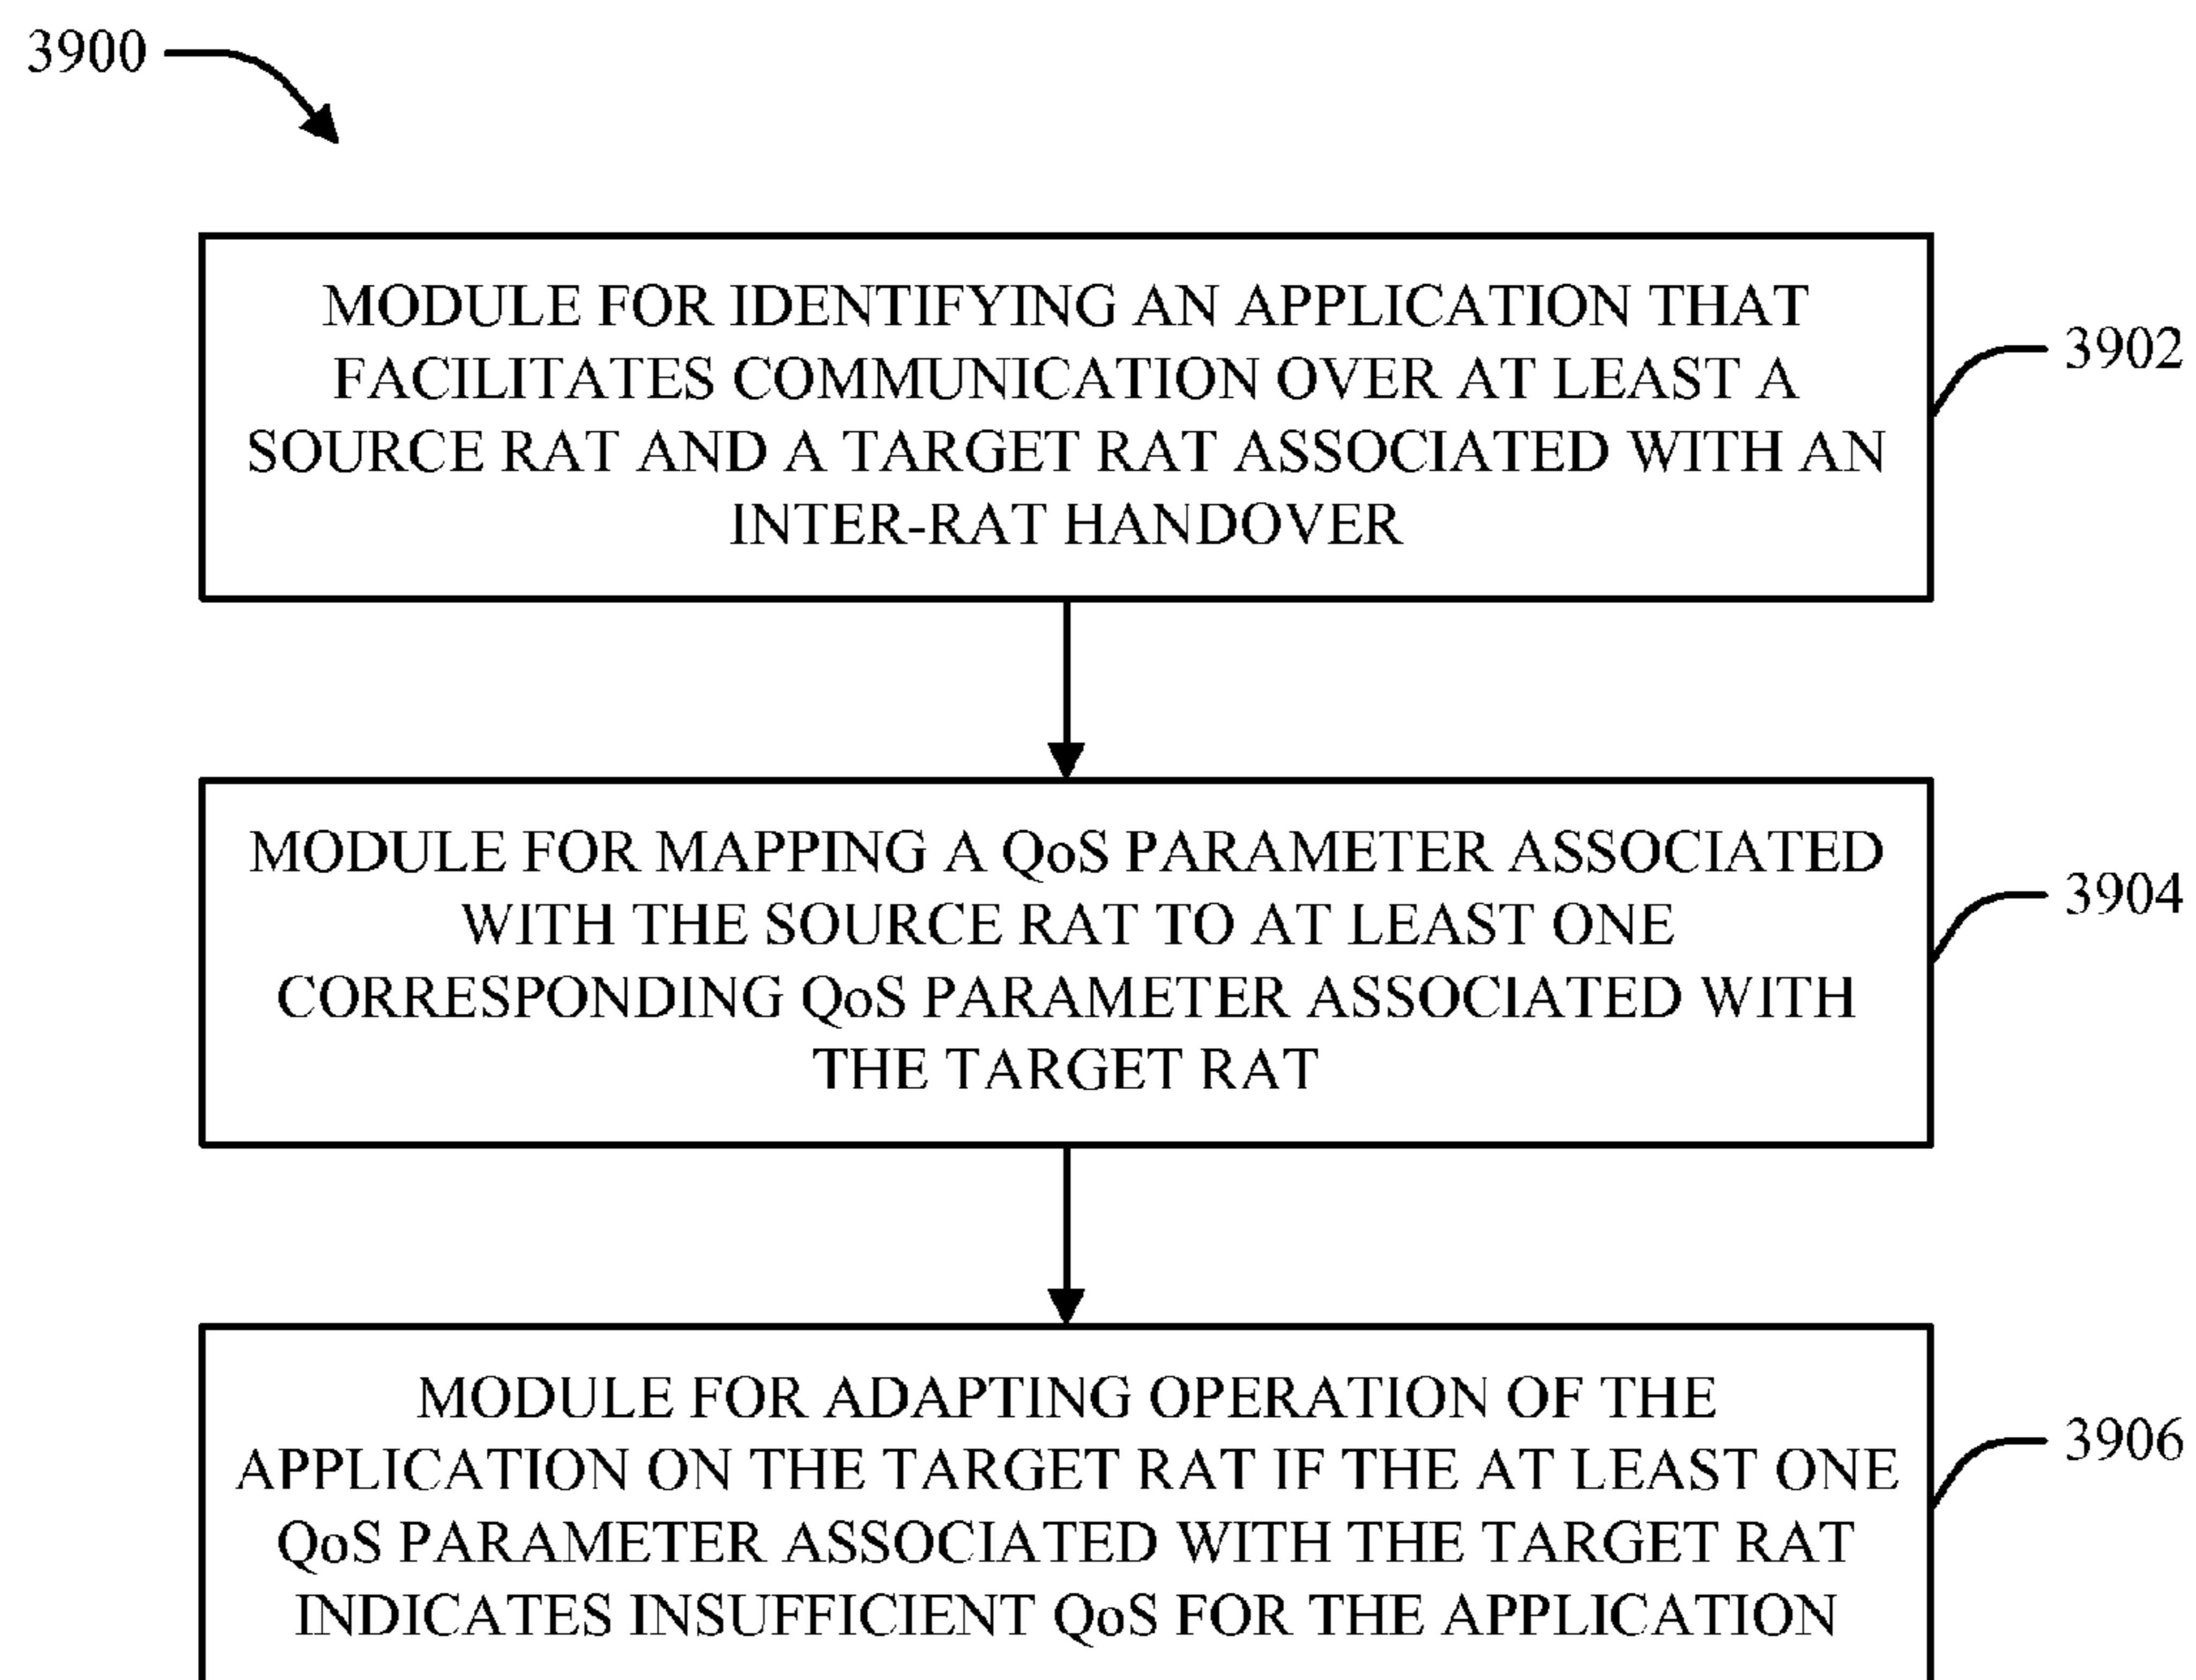 3900
MODULE FOR IDENTIFYING AN APPLICATION THAT
FACILITATES COMMUNICATION OVER AT LEAST A
SOURCE RAT AND A TARGET RAT ASSOCIATED WITH AN
INTER-RAT HANDOVER
3902
MODULE FOR MAPPING A QoS PARAMETER ASSOCIATED
WITH THE SOURCE RAT TO AT LEAST ONE
CORRESPONDING QoS PARAMETER ASSOCIATED WITH
THE TARGET RAT
3904
MODULE FOR ADAPTING OPERATION OF THE
APPLICATION ON THE TARGET RAT IF THE AT LEAST ONE
QoS PARAMETER ASSOCIATED WITH THE TARGET RAT
INDICATES INSUFFICIENT QoS FOR THE APPLICATION
3906